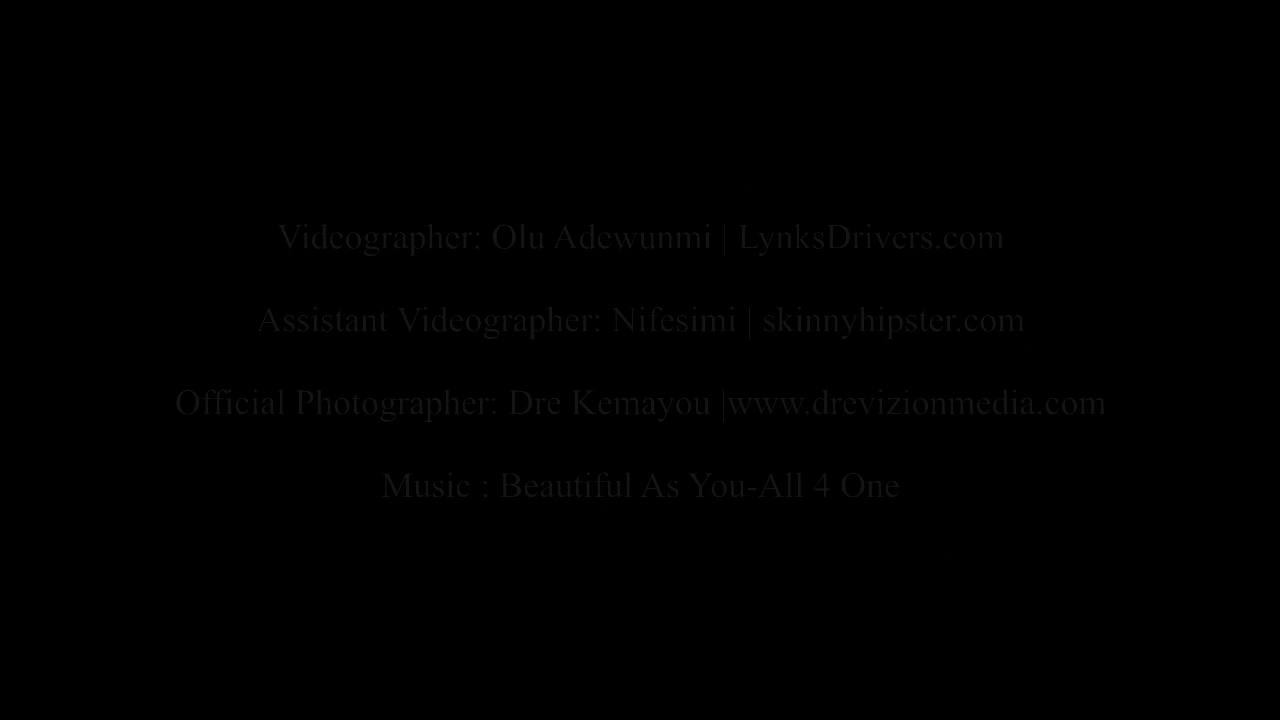 Videographer: Olu Adewunmi | LynksDrivers.com
Assistant Videographer: Nifesimi | skinnyhipster.com
Official Photographer: Dre Kemayou |www.drevizionmedia.com
Music : Beautiful As You-All 4 One